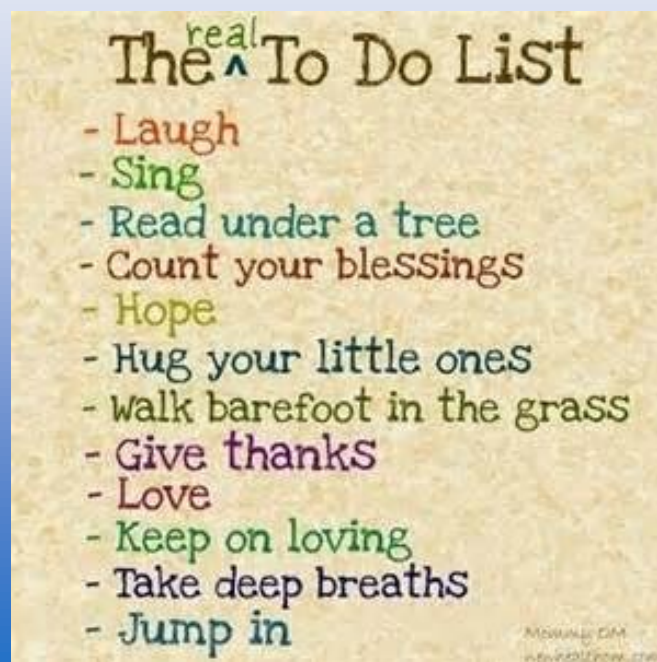 real
The ^ To Do List
- Laugh
- Sing
- Read under a tree
- Count your blessings
- Hope
- Hug your little ones
- Walk barefoot in the grass
- Give thanks
- Love
- Keep on loving
- Take deep breaths
- Jump in
Mommy